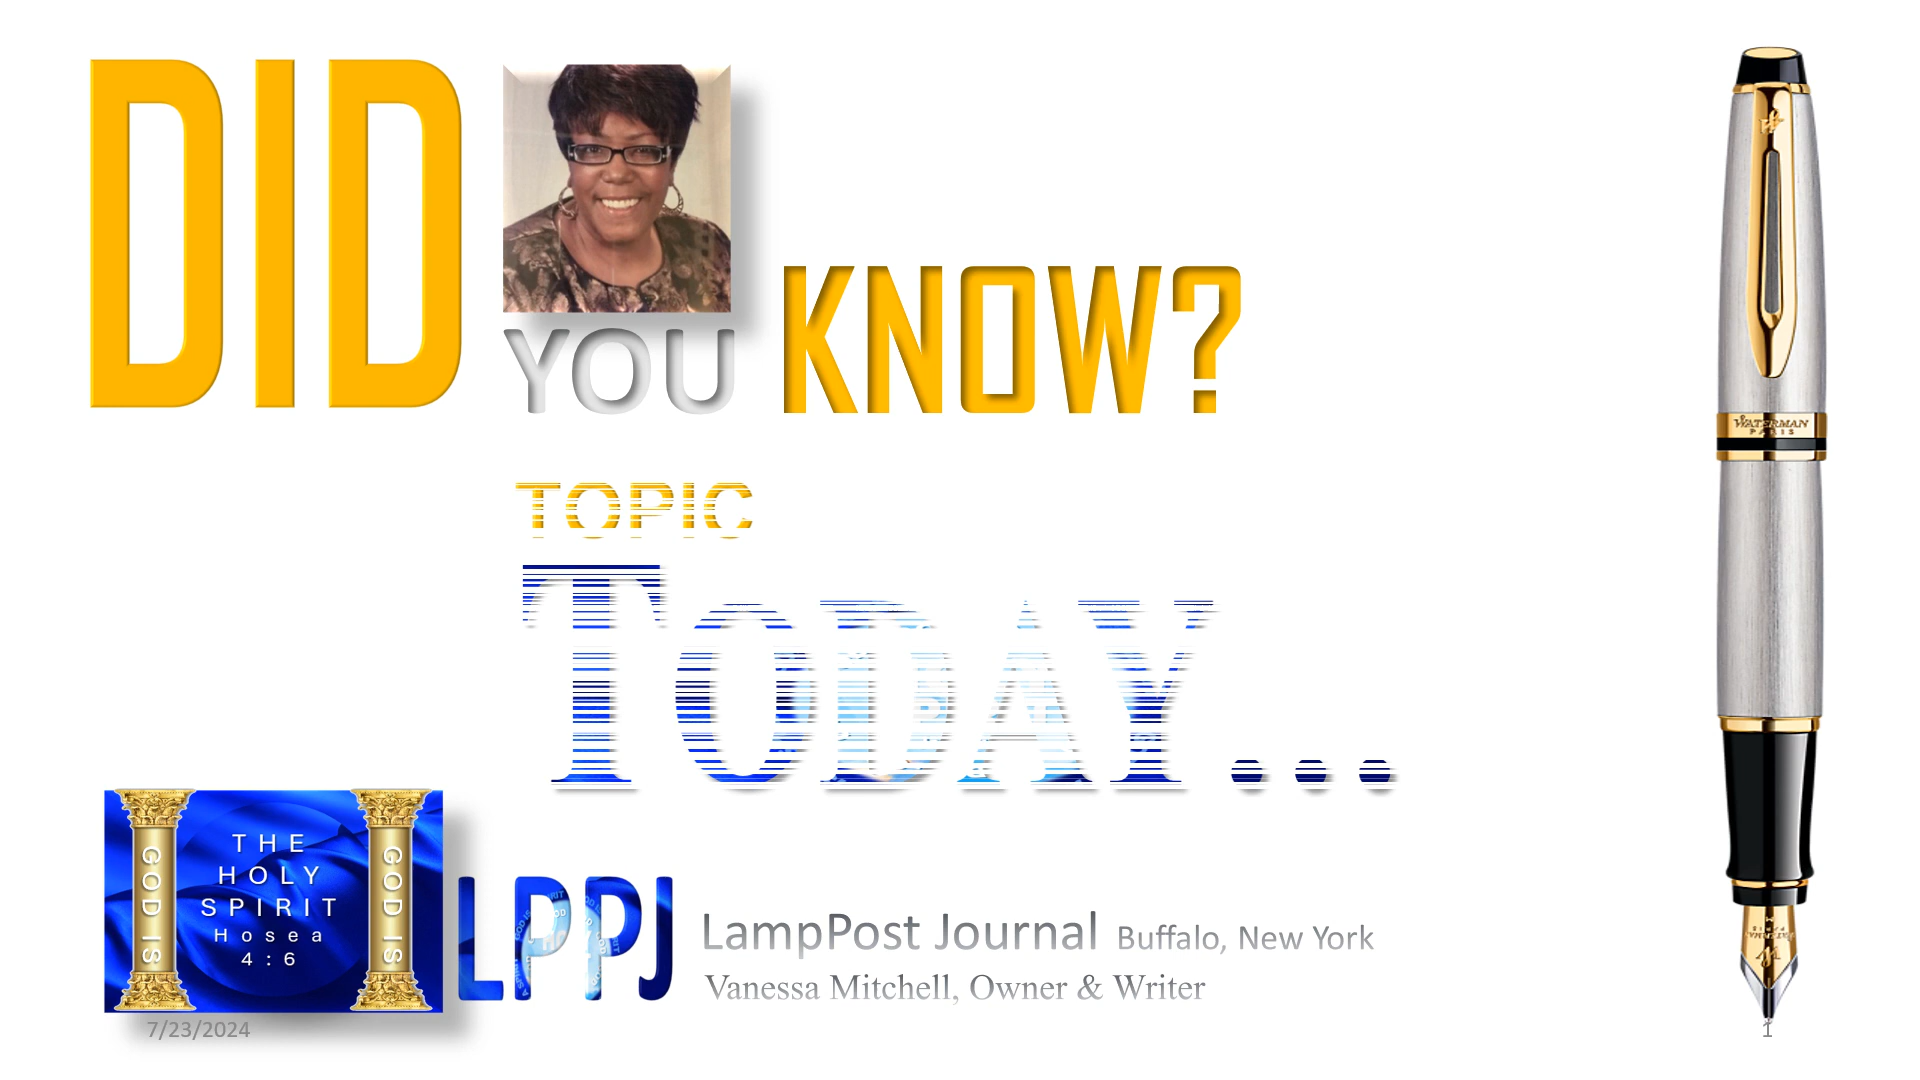 DID
YOU
KNOW?
TOPIC
TODAY...
GOD IS
THE
HOLY
SPIRIT
Hosea
4:6
GOD IS
LPPJ
LampPost Journal Buffalo, New York
Vanessa Mitchell, Owner & Writer
7/23/2024
1
WATERMAN
PARIS